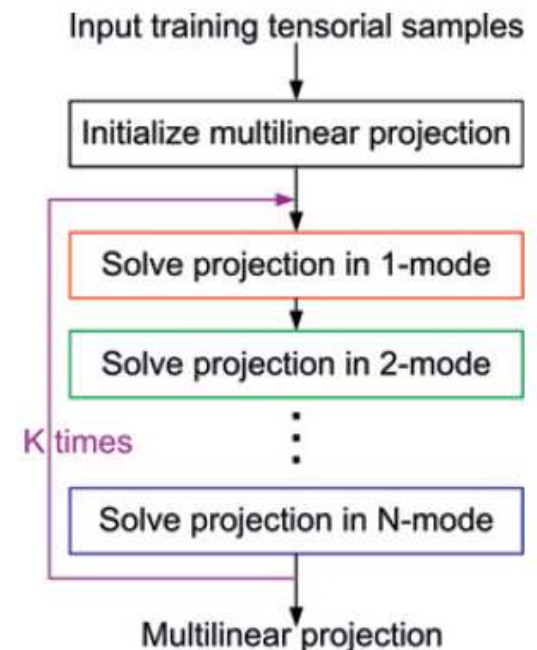 Input training tensorial samples
Initialize multilinear projection
Solve projection in 1-mode
Solve projection in 2-mode
K times
Solve projection in N-mode
Multilinear projection